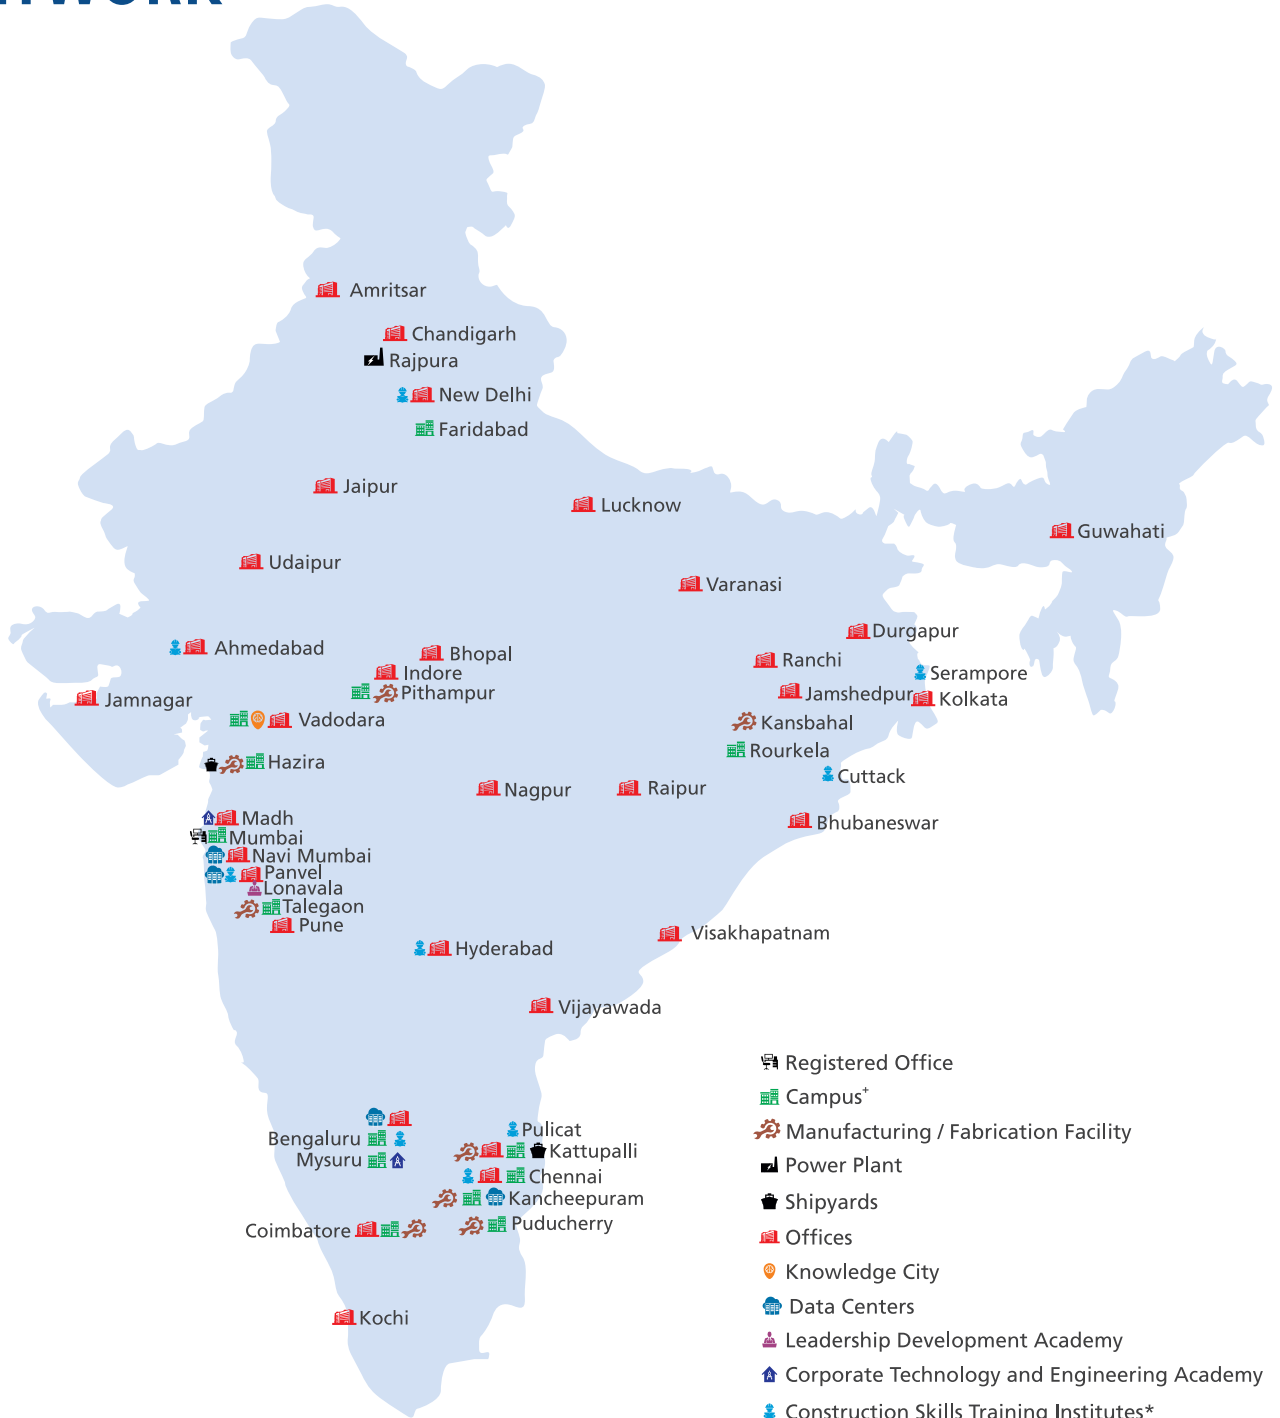 Amritsar
Chandigarh
Rajpura
New Delhi
Faridabad
Jaipur
Lucknow
Guwahati
Udaipur
Varanasi
Durgapur
Ahmedabad
Bhopal
Ranchi
Indore
Serampore
Pithampur
Jamshedpur
Jamnagar
Kolkata
Vadodara
Kansbahal
Rourkela
Hazira
Cuttack
Nagpur
Raipur
Madh
Bhubaneswar
Mumbai
Navi Mumbai
Panvel
Lonavala
Talegaon
Pune
Visakhapatnam
Hyderabad
Vijayawada
Bengaluru
Pulicat
Mysuru
Kattupalli
Chennai
Kancheepuram
Puducherry
Coimbatore
Kochi
Registered Office
Campus+
Manufacturing / Fabrication Facility
Power Plant
Shipyards
Offices
Knowledge City
Data Centers
Leadership Development Academy
Corporate Technology and Engineering Academy
Construction Skills Training Institutes*